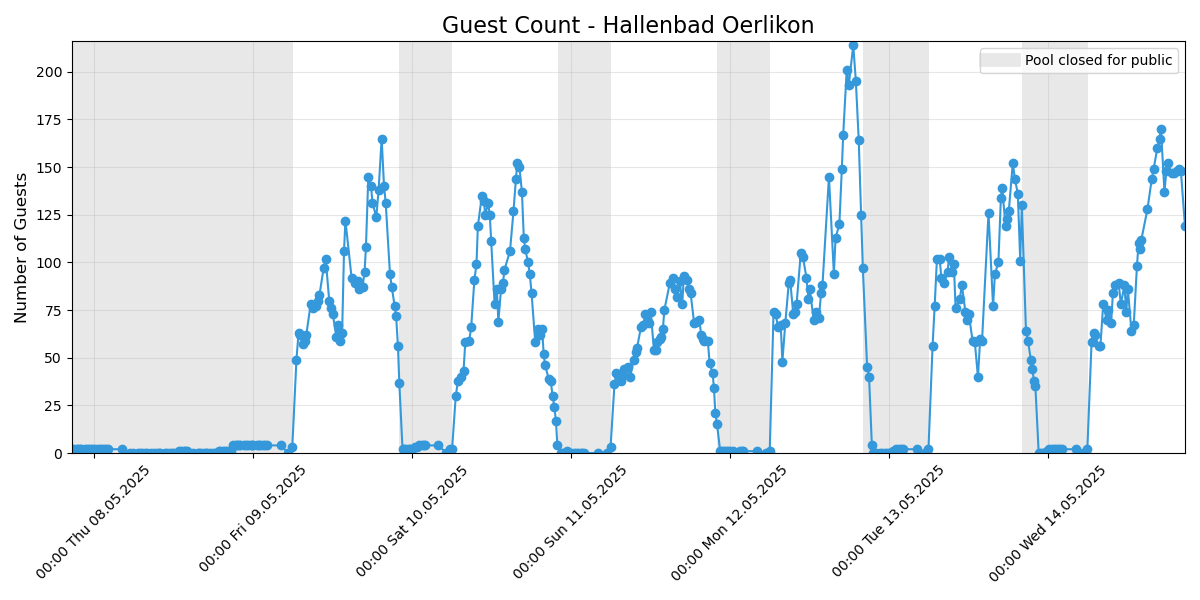 Guest Count - Hallenbad Oerlikon
Pool closed for public
Number of Guests
200
175
150
125
100
75
50
25
0
00:00 Thu 08.05.2025
00:00 Fri 09.05.2025
00:00 Sat 10.05.2025
00:00 Sun 11.05.2025
00:00 Mon 12.05.2025
00:00 Tue 13.05.2025
00:00 Wed 14.05.2025